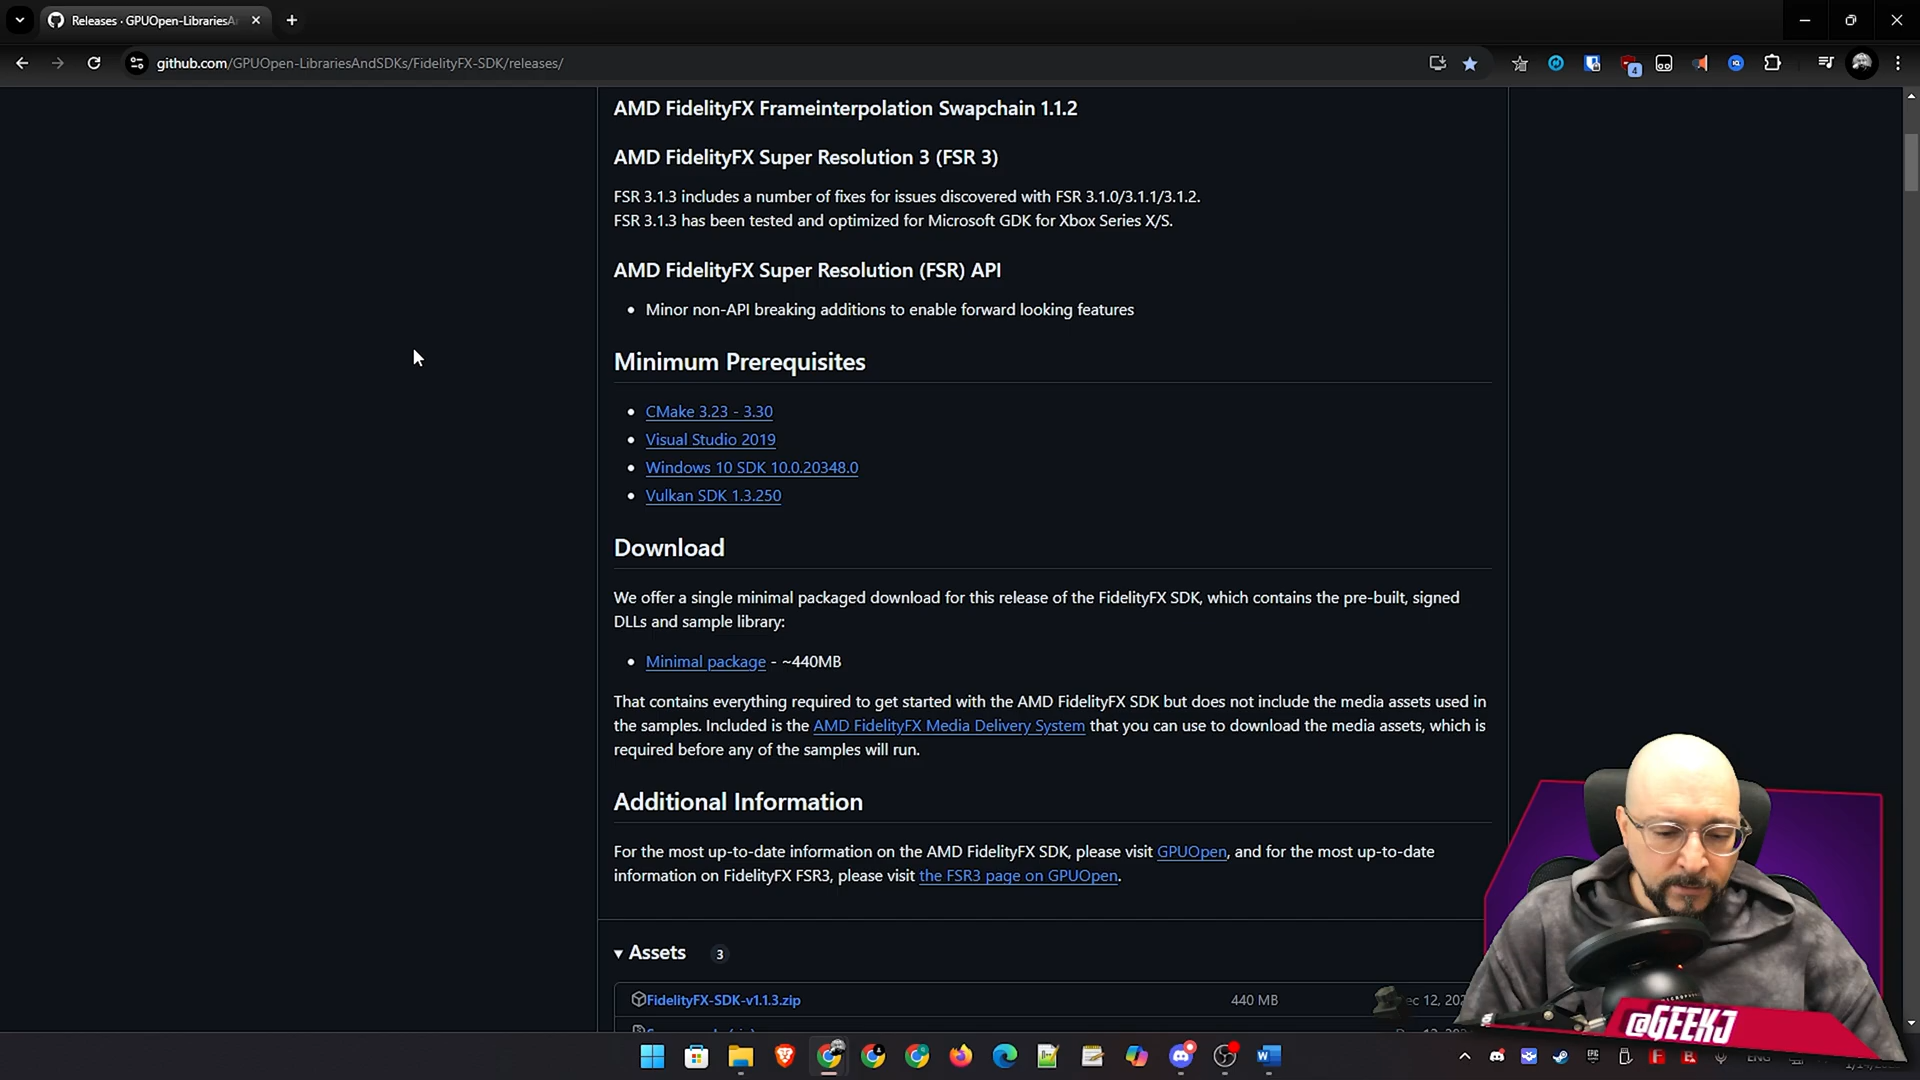 Releases · GPUOpen-LibrariesA
github.com/GPUOpen-LibrariesAndSDKs/FidelityFX-SDK/releases/
4
AMD FidelityFX Frameinterpolation Swapchain 1.1.2
AMD FidelityFX Super Resolution 3 (FSR 3)
FSR 3.1.3 includes a number of fixes for issues discovered with FSR 3.1.0/3.1.1/3.1.2.
FSR 3.1.3 has been tested and optimized for Microsoft GDK for Xbox Series X/S.
AMD FidelityFX Super Resolution (FSR) API
• Minor non-API breaking additions to enable forward looking features
Minimum Prerequisites
• CMake 3.23 - 3.30
• Visual Studio 2019
• Windows 10 SDK 10.0.20348.0
• Vulkan SDK 1.3.250
Download
We offer a single minimal packaged download for this release of the FidelityFX SDK, which contains the pre-built, signed
DLLs and sample library:
• Minimal package - ~440MB
That contains everything required to get started with the AMD FidelityFX SDK but does not include the media assets used in
the samples. Included is the AMD FidelityFX Media Delivery System that you can use to download the media assets, which is
required before any of the samples will run.
Additional Information
For the most up-to-date information on the AMD FidelityFX SDK, please visit GPUOpen, and for the most up-to-date
information on FidelityFX FSR3, please visit the FSR3 page on GPUOpen.
Assets 3
FidelityFX-SDK-v1.1.3.zip 440 MB ec 12, 202
@GEEKJ
ENG